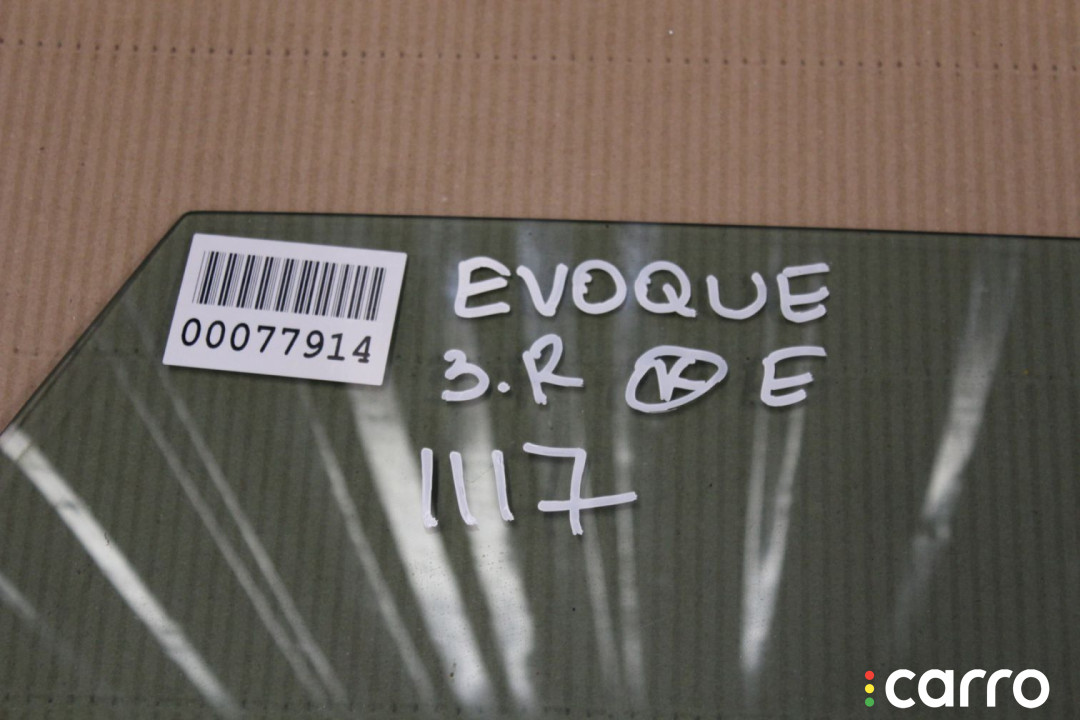 00077914
EVOQUE
3.R K E
1117
carro